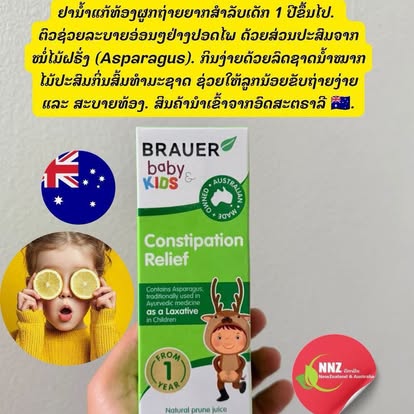 ຢານ້ຳແກ້ທ້ອງຜູກຖ່າຍຍາກສຳລັບເດັກ 1 ປີຂຶ້ນໄປ.
ຕົວຊ່ວຍລະບາຍອ່ອນໆຢ່າງປອດໄພ ດ້ວຍສ່ວນປະສົມຈາກ
ໜໍ່ໄມ້ຝຣັ່ງ (Asparagus). ກິນງ່າຍດ້ວຍລົດຊາດນ້ຳໝາກ
ໄມ້ປະສົມກິ່ນສົ້ມທຳມະຊາດ ຊ່ວຍໃຫ້ລູກນ້ອຍຂັບຖ່າຍງ່າຍ
ແລະ ສະບາຍທ້ອງ. ສິນຄ້ານຳເຂົ້າຈາກອົດສະຕຣາລີ 🇦🇺.
BRAUER
baby & KIDS
AUSTRALIAN MADE + OWNED
Constipation
Relief
Contains Asparagus,
traditionally used in
Ayurvedic medicine
as a Laxative
in Children
FROM
1
YEAR
Natural prune juice
NNZ
NewZealand & Australia